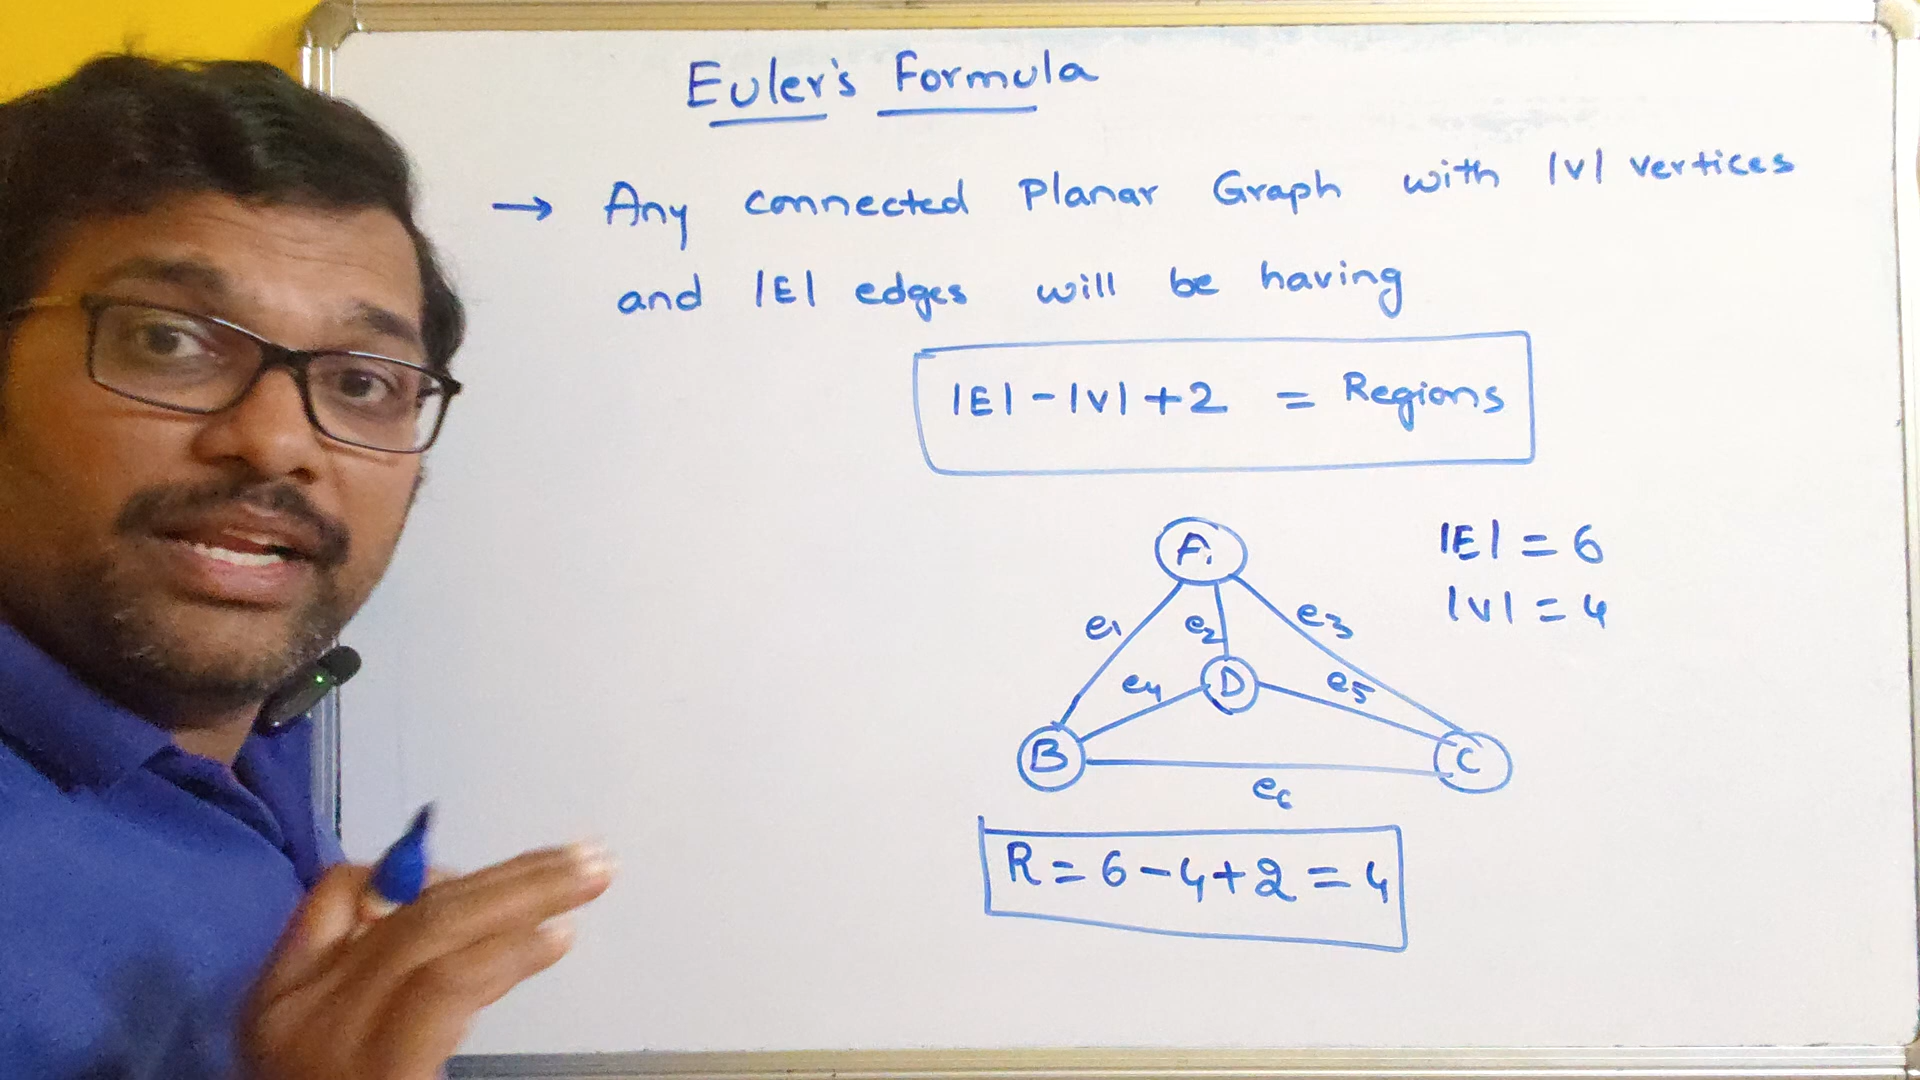 Euler's Formula
→ Any connected Planar Graph with |V| vertices
and |E| edges will be having
|E| - |V| + 2 = Regions
A
|E| = 6
|V| = 4
e1 e2 e3
e4 D e5
B C
e6
R = 6 - 4 + 2 = 4